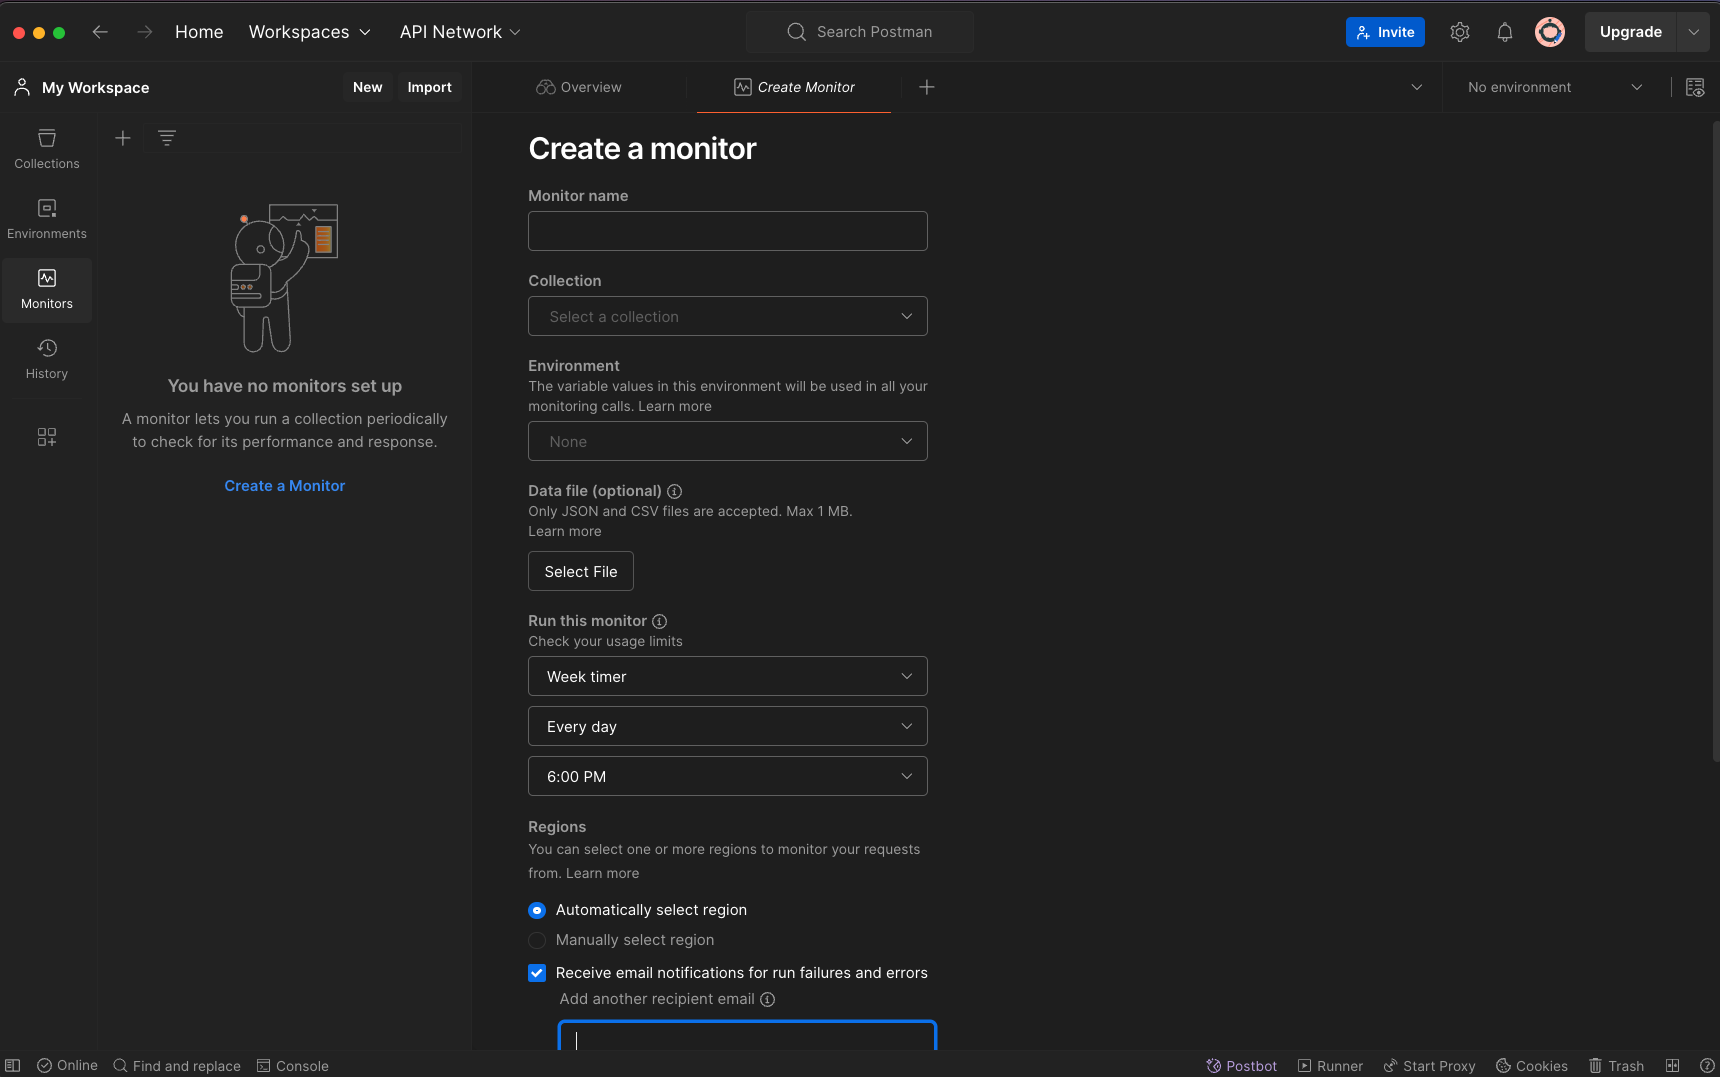 Home
Workspaces
API Network
Search Postman
Invite
Upgrade
My Workspace
New
Import
Overview
Create Monitor
No environment
Collections
Environments
Monitors
History
You have no monitors set up
A monitor lets you run a collection periodically
to check for its performance and response.
Create a Monitor
Create a monitor
Monitor name
Collection
Select a collection
Environment
The variable values in this environment will be used in all your
monitoring calls. Learn more
None
Data file (optional)
Only JSON and CSV files are accepted. Max 1 MB.
Learn more
Select File
Run this monitor
Check your usage limits
Week timer
Every day
6:00 PM
Regions
You can select one or more regions to monitor your requests
from. Learn more
Automatically select region
Manually select region
Receive email notifications for run failures and errors
Add another recipient email
Online
Find and replace
Console
Postbot
Runner
Start Proxy
Cookies
Trash